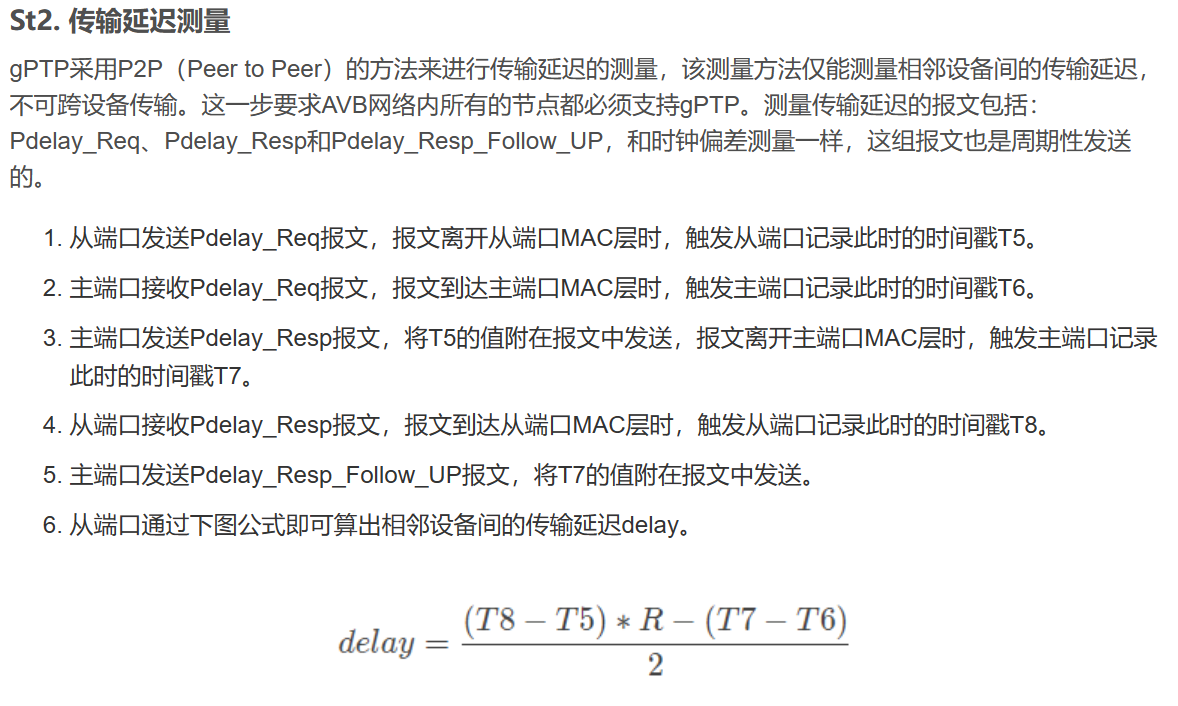 St2. 传输延迟测量
gPTP采用P2P（Peer to Peer）的方法来进行传输延迟的测量，该测量方法仅能测量相邻设备间的传输延迟，
不可跨设备传输。这一步要求AVB网络内所有的节点都必须支持gPTP。测量传输延迟的报文包括：
Pdelay_Req、Pdelay_Resp和Pdelay_Resp_Follow_UP，和时钟偏差测量一样，这组报文也是周期性发送
的。
1. 从端口发送Pdelay_Req报文，报文离开从端口MAC层时，触发从端口记录此时的时间戳T5。
2. 主端口接收Pdelay_Req报文，报文到达主端口MAC层时，触发主端口记录此时的时间戳T6。
3. 主端口发送Pdelay_Resp报文，将T5的值附在报文中发送，报文离开主端口MAC层时，触发主端口记录
此时的时间戳T7。
4. 从端口接收Pdelay_Resp报文，报文到达从端口MAC层时，触发从端口记录此时的时间戳T8。
5. 主端口发送Pdelay_Resp_Follow_UP报文，将T7的值附在报文中发送。
6. 从端口通过下图公式即可算出相邻设备间的传输延迟delay。
(T8 − T5) ∗ R − (T7 − T6)
delay =
2